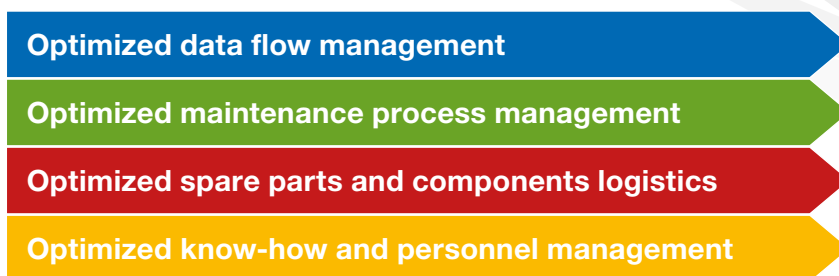 Optimized data flow management
Optimized maintenance process management
Optimized spare parts and components logistics
Optimized know-how and personnel management